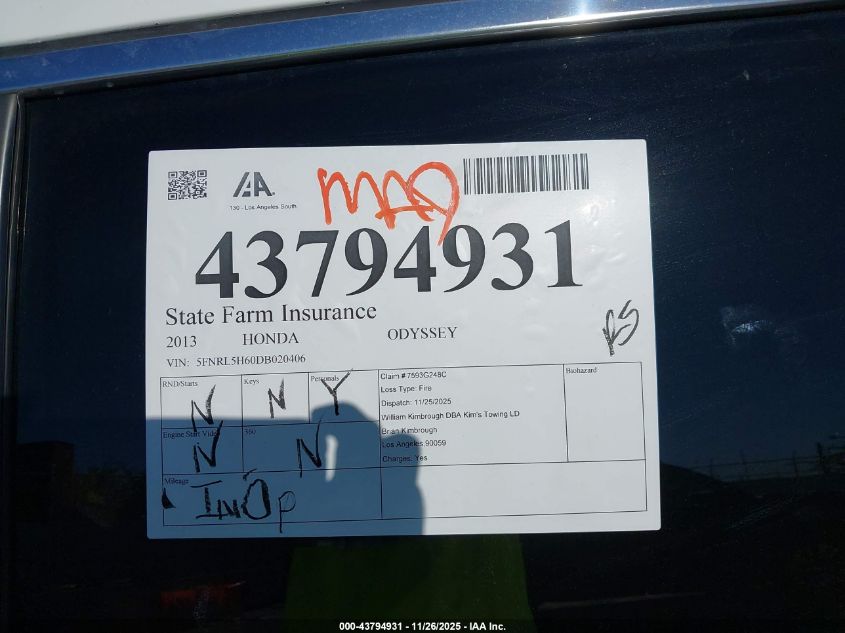 IAA.
130 - Los Angeles South
43794931
State Farm Insurance
2013 HONDA ODYSSEY
RS
VIN: 5FNRL5H60DB020406
RND/Starts N
Keys N
Personals Y
Claim # 7593G248C
Loss Type: Fire
Dispatch: 11/25/2025
William Kimbrough DBA Kim's Towing LD
Brian Kimbrough
Los Angeles 90059
Charges: Yes
Biohazard
Engine Start Video N
360 N
Mileage
InOp
000-43794931 - 11/26/2025 - IAA Inc.